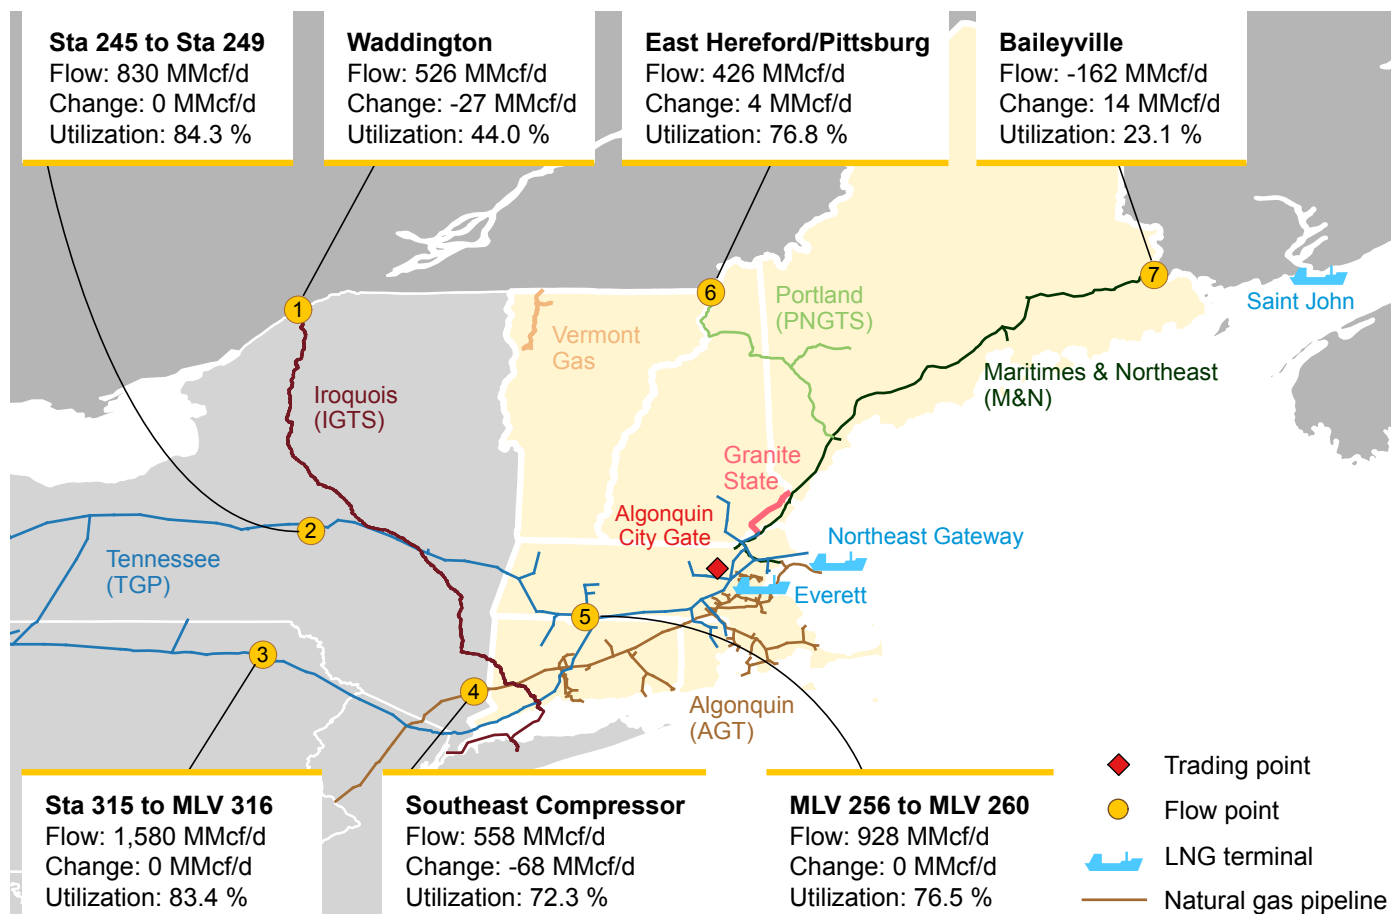 Sta 245 to Sta 249
Flow: 830 MMcf/d
Change: 0 MMcf/d
Utilization: 84.3 %
Waddington
Flow: 526 MMcf/d
Change: -27 MMcf/d
Utilization: 44.0 %
East Hereford/Pittsburg
Flow: 426 MMcf/d
Change: 4 MMcf/d
Utilization: 76.8 %
Baileyville
Flow: -162 MMcf/d
Change: 14 MMcf/d
Utilization: 23.1 %
1
6
7
Saint John
Portland
(PNGTS)
Vermont
Gas
Maritimes & Northeast
(M&N)
Iroquois
(IGTS)
Granite
State
Algonquin
City Gate
2
Northeast Gateway
Tennessee
(TGP)
Everett
5
3
4
Algonquin
(AGT)
Sta 315 to MLV 316
Flow: 1,580 MMcf/d
Change: 0 MMcf/d
Utilization: 83.4 %
Southeast Compressor
Flow: 558 MMcf/d
Change: -68 MMcf/d
Utilization: 72.3 %
MLV 256 to MLV 260
Flow: 928 MMcf/d
Change: 0 MMcf/d
Utilization: 76.5 %
Trading point
Flow point
LNG terminal
Natural gas pipeline